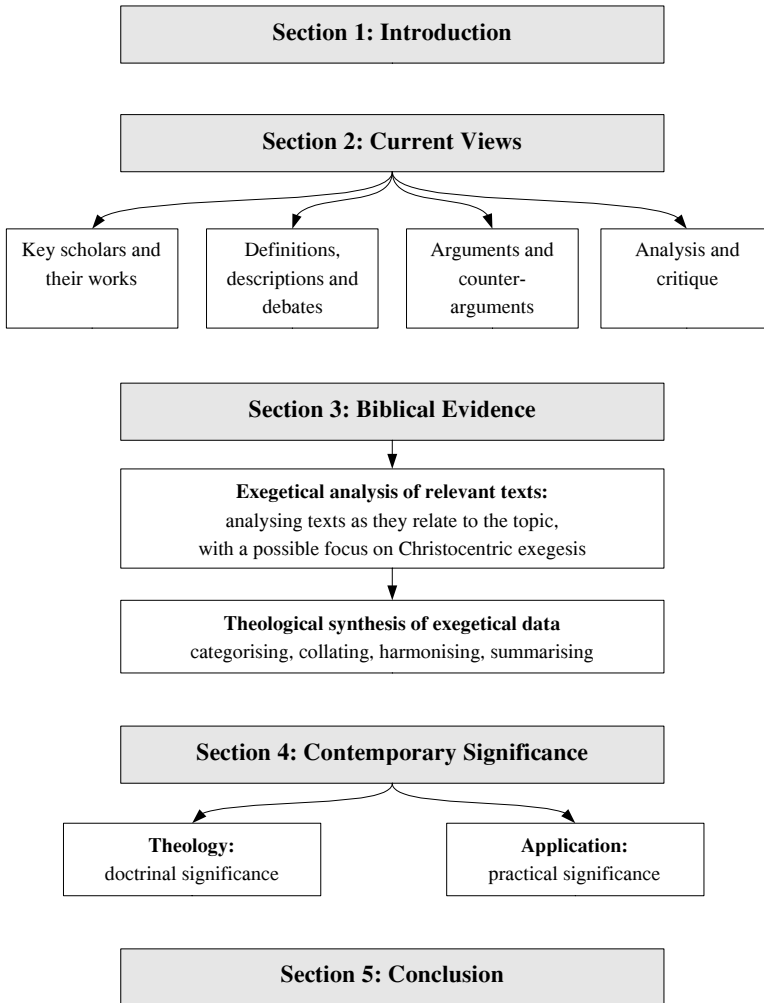 Section 1: Introduction
Section 2: Current Views
Key scholars and
their works
Definitions,
descriptions and
debates
Arguments and
counter-
arguments
Analysis and
critique
Section 3: Biblical Evidence
Exegetical analysis of relevant texts:
analysing texts as they relate to the topic,
with a possible focus on Christocentric exegesis
Theological synthesis of exegetical data
categorising, collating, harmonising, summarising
Section 4: Contemporary Significance
Theology:
doctrinal significance
Application:
practical significance
Section 5: Conclusion